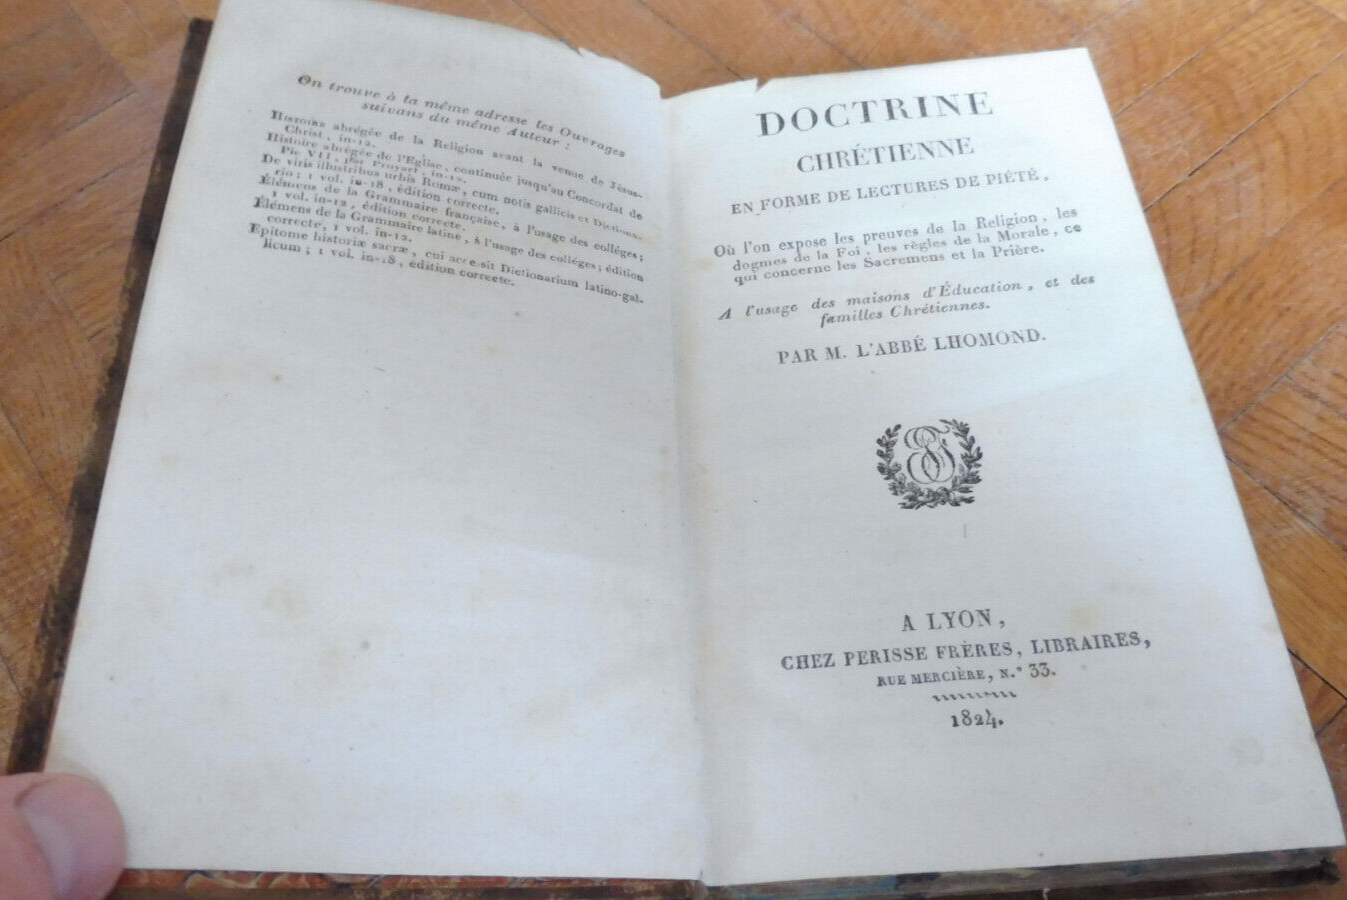 On trouve à la même adresse les Ouvrages
suivans du même Auteur :
Histoire abrégée de la Religion avant la venue de Jésus-
Christ, in-12.
Histoire abrégée de l'Eglise, continuée jusqu'au Concordat de
Pie VII, par Proyart, in-12.
De viris illustribus urbis Romæ, cum notis gallicis et Dictiona-
rio ; 1 vol. in-18, édition correcte.
Élémens de la Grammaire française, à l'usage des colléges ;
1 vol. in-12, édition correcte.
Élémens de la Grammaire latine, à l'usage des colléges ; édition
correcte, 1 vol. in-12.
Epitome historiæ sacræ, cui accesit Dictionarium latino-gal-
licum ; 1 vol. in-18, édition correcte.
DOCTRINE
CHRÉTIENNE
EN FORME DE LECTURES DE PIÉTÉ,
Où l'on expose les preuves de la Religion, les
dogmes de la Foi, les règles de la Morale, ce
qui concerne les Sacremens et la Prière.
A l'usage des maisons d'Éducation, et des
familles Chrétiennes.
PAR M. L'ABBÉ LHOMOND.
A LYON,
CHEZ PERISSE FRÈRES, LIBRAIRES,
RUE MERCIÈRE, N.° 33.
1824.